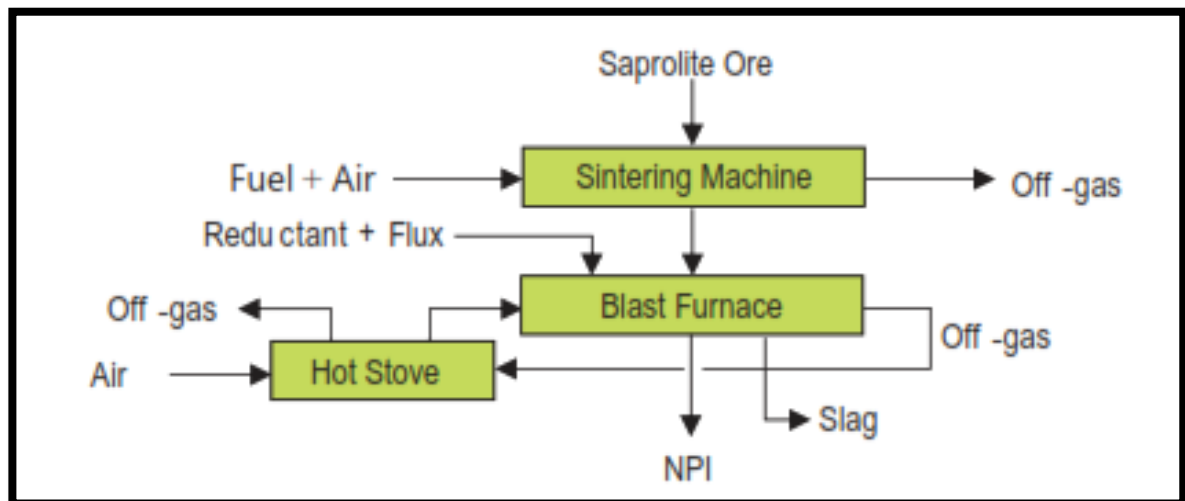 Saprolite Ore
Fuel + Air
Sintering Machine
Off -gas
Redu ctant + Flux
Off -gas
Blast Furnace
Off -gas
Air
Hot Stove
Slag
NPI